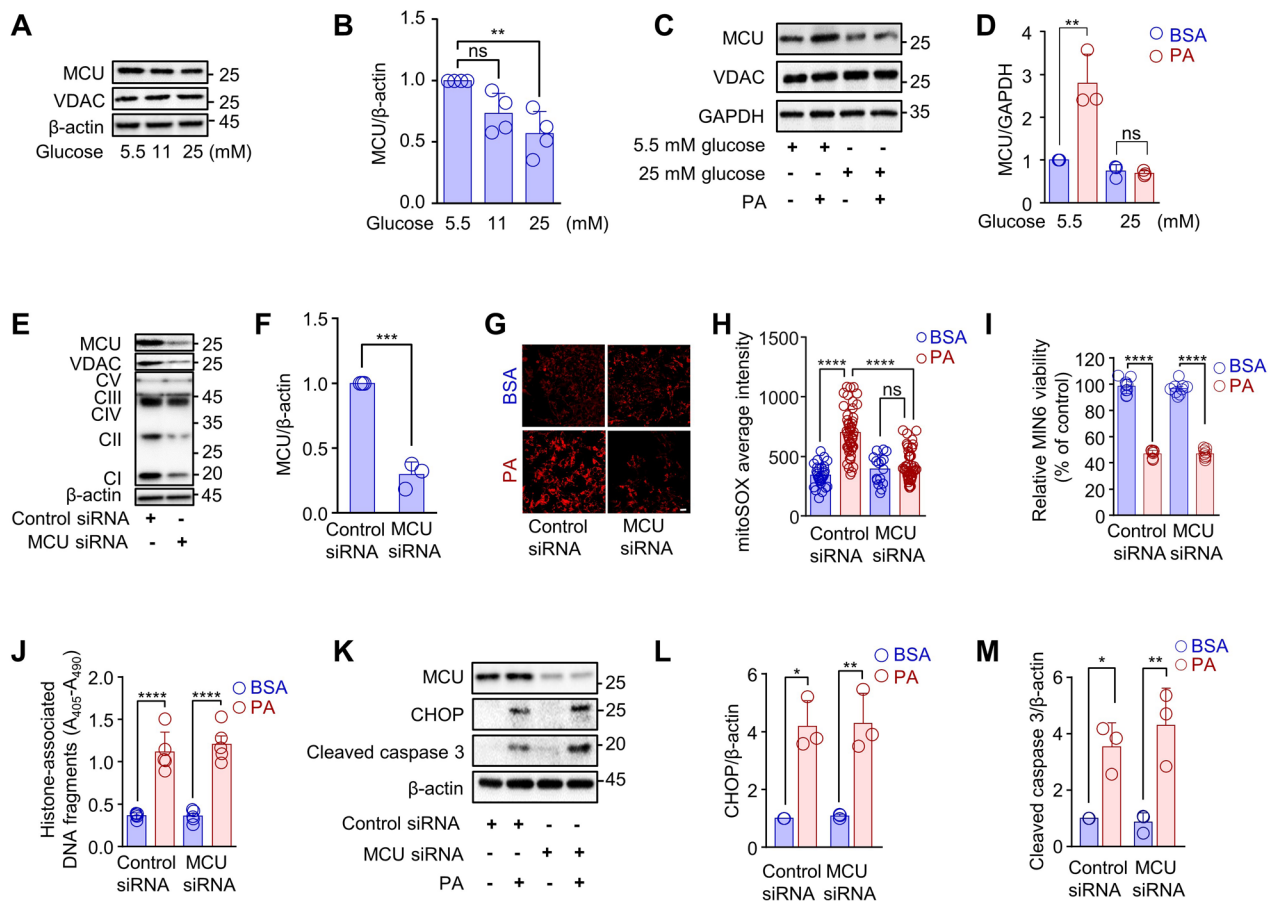 A
MCU
VDAC
β-actin
25
25
45
Glucose 5.5 11 25 (mM)
B
MCU/β-actin
1.5
1.0
0.5
0.0
ns
**
Glucose 5.5 11 25 (mM)
C
MCU
VDAC
GAPDH
25
25
35
5.5 mM glucose + + - -
25 mM glucose - - + +
PA - + - +
D
MCU/GAPDH
4
3
2
1
0
**
ns
BSA
PA
Glucose 5.5 25 (mM)
E
MCU
VDAC
CV
CIII
CIV
CII
CI
β-actin
25
25
45
35
25
20
45
Control siRNA + -
MCU siRNA - +
F
MCU/β-actin
1.5
1.0
0.5
0.0
***
Control siRNA
MCU siRNA
G
BSA
PA
Control siRNA
MCU siRNA
H
mitoSOX average intensity
1500
1000
500
0
****
****
ns
BSA
PA
Control siRNA
MCU siRNA
I
Relative MIN6 viability
(% of control)
120
100
80
60
40
20
0
****
****
BSA
PA
Control siRNA
MCU siRNA
J
Histone-associated
DNA fragments (A405-A490)
2.0
1.5
1.0
0.5
0.0
****
****
BSA
PA
Control siRNA
MCU siRNA
K
MCU
CHOP
Cleaved caspase 3
β-actin
25
25
20
45
Control siRNA + + - -
MCU siRNA - - + +
PA - + - +
L
CHOP/β-actin
6
4
2
0
*
**
BSA
PA
Control siRNA
MCU siRNA
M
Cleaved caspase 3/β-actin
6
4
2
0
*
**
BSA
PA
Control siRNA
MCU siRNA